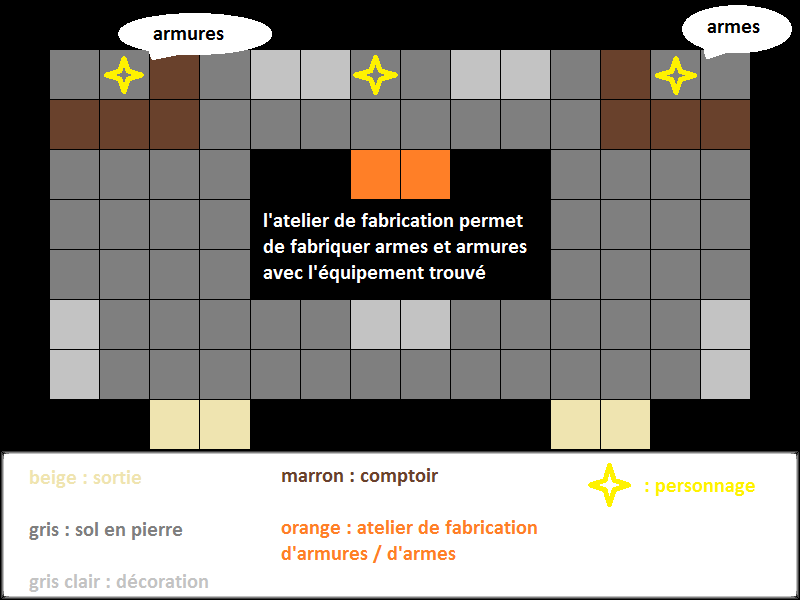 armures
armes
l'atelier de fabrication permet
de fabriquer armes et armures
avec l'équipement trouvé
beige : sortie
marron : comptoir
: personnage
gris : sol en pierre
orange : atelier de fabrication
d'armures / d'armes
gris clair : décoration